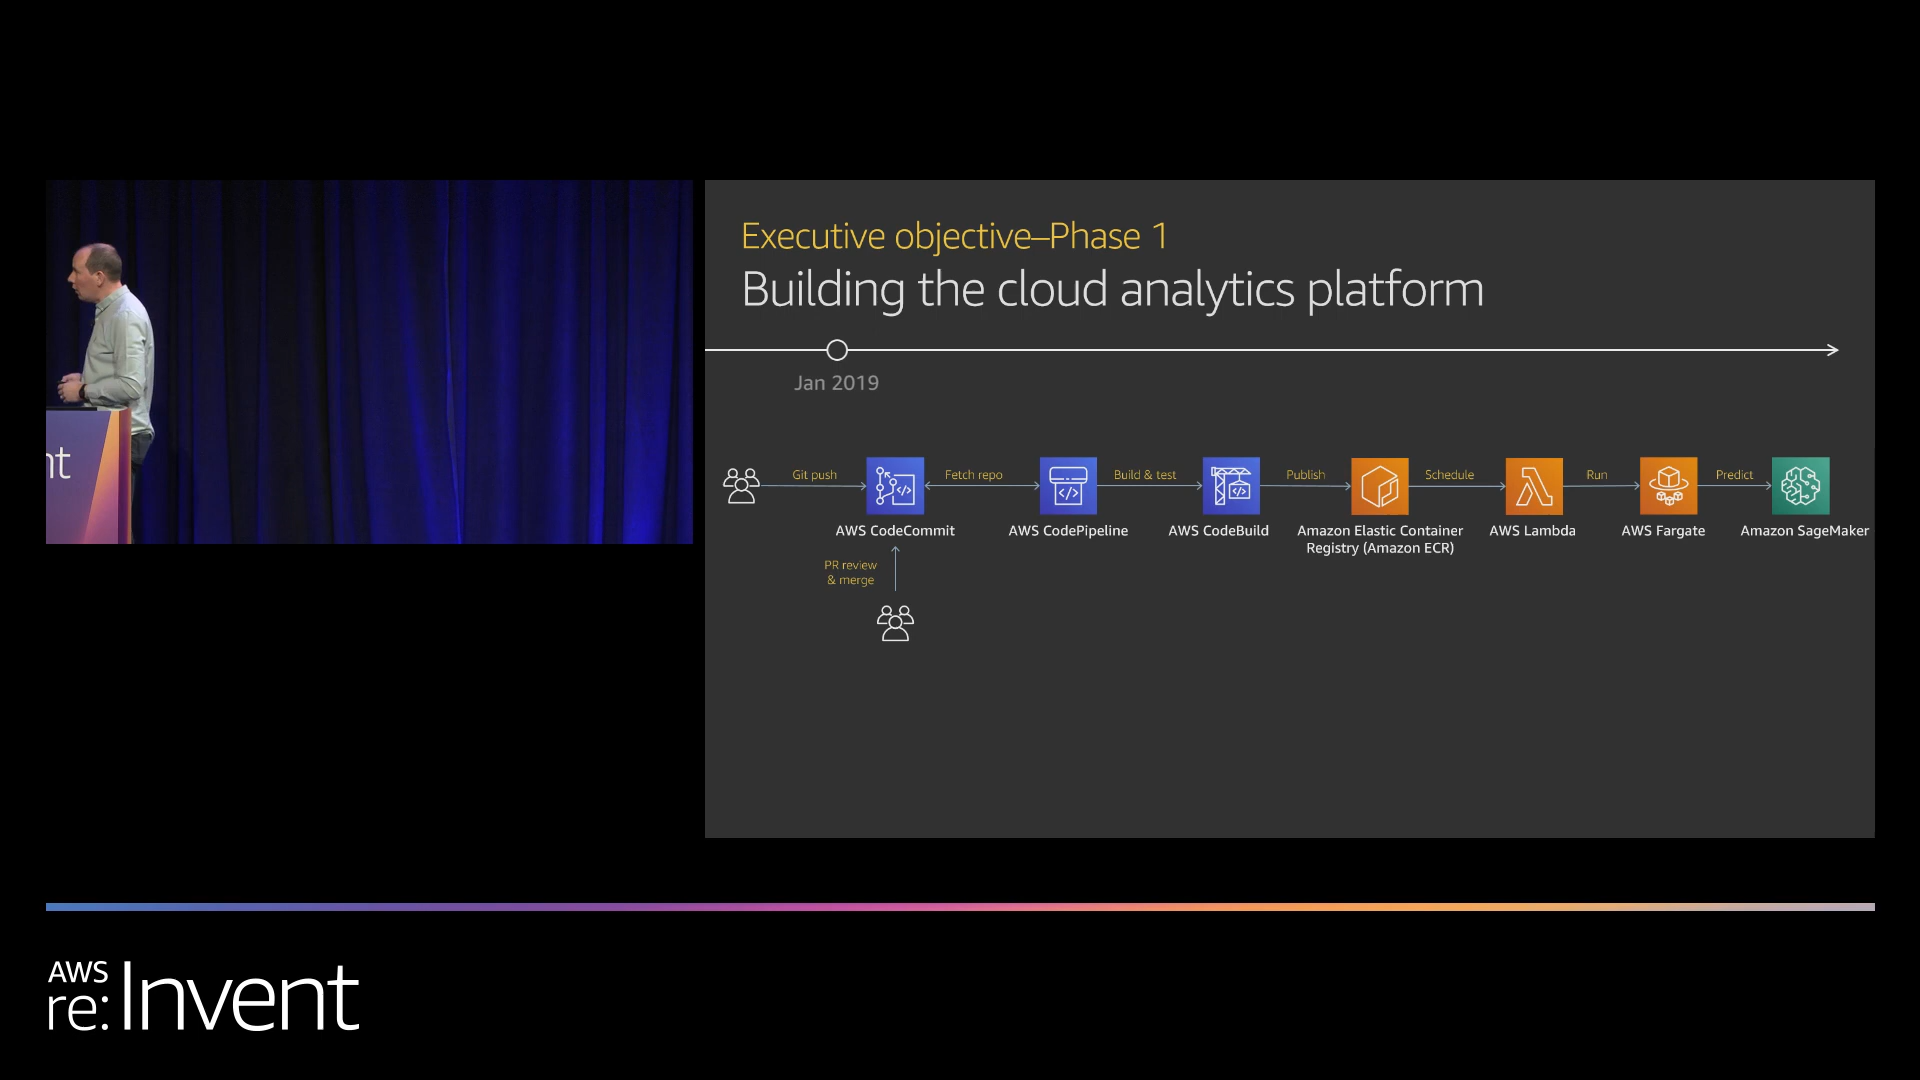 nt
Executive objective–Phase 1
Building the cloud analytics platform
Jan 2019
Git push
Fetch repo
Build & test
Publish
Schedule
Run
Predict
AWS CodeCommit
AWS CodePipeline
AWS CodeBuild
Amazon Elastic Container
Registry (Amazon ECR)
AWS Lambda
AWS Fargate
Amazon SageMaker
PR review
& merge
AWS
re:Invent